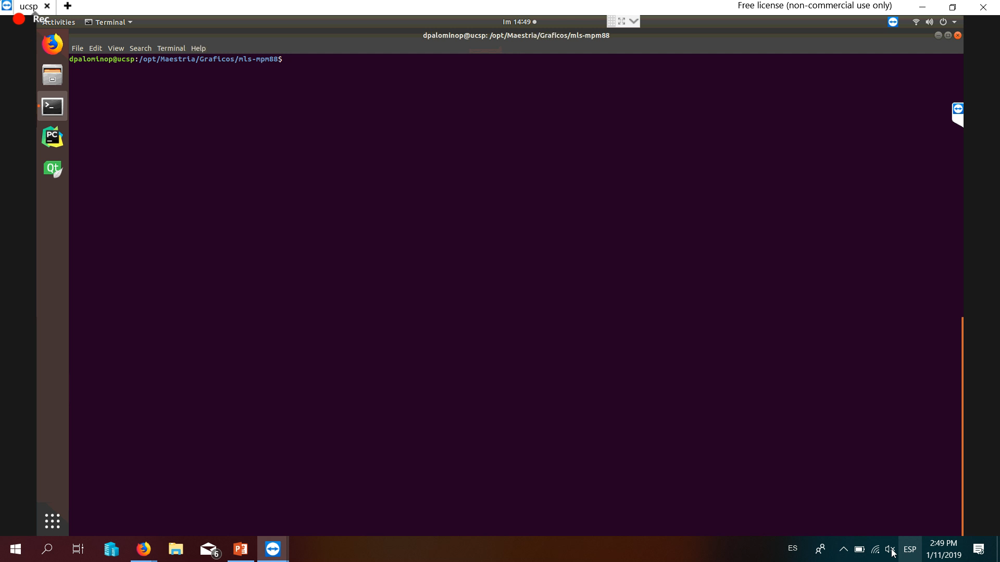 ucsp
Free license (non-commercial use only)
Rec
Activities
Terminal
Im 14:49
dpalominop@ucsp: /opt/Maestria/Graficos/mls-mpm88
File Edit View Search Terminal Help
dpalominop@ucsp:/opt/Maestria/Graficos/mls-mpm88$
PC
Qt
6
P
ES
ESP
2:49 PM
1/11/2019